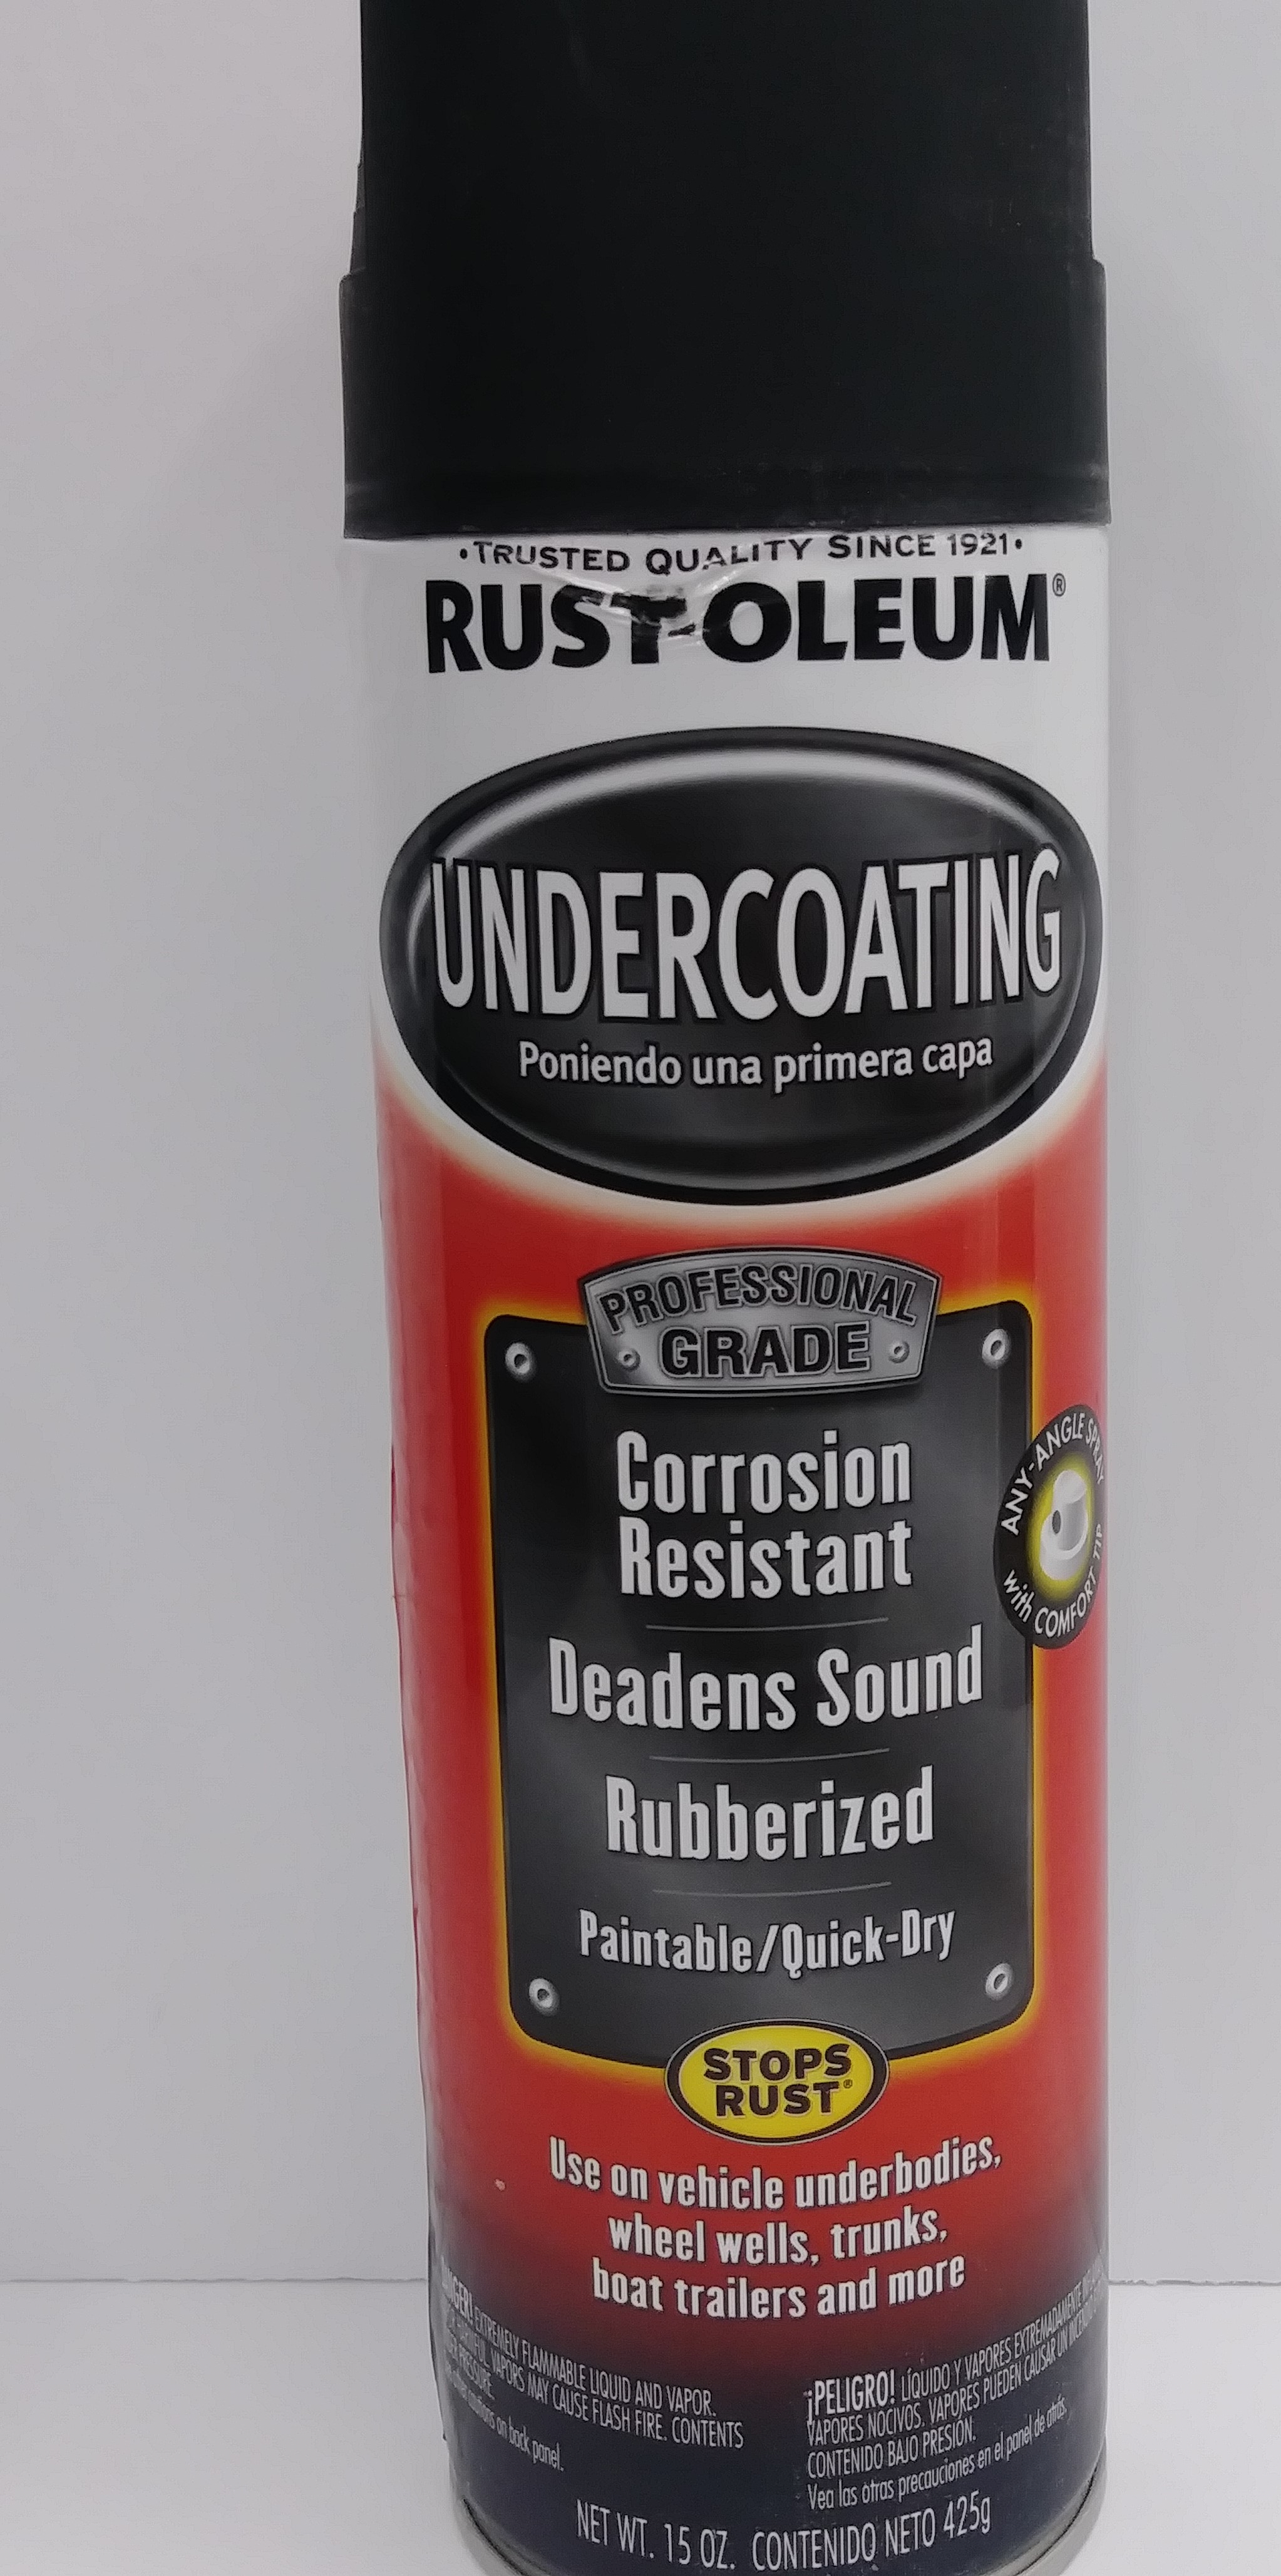 •TRUSTED QUALITY SINCE 1921•
RUST-OLEUM®
UNDERCOATING
Poniendo una primera capa
PROFESSIONAL
GRADE
Corrosion
Resistant
ANY-ANGLE SPRAY
with COMFORT TIP
Deadens Sound
Rubberized
Paintable/Quick-Dry
STOPS
RUST®
Use on vehicle underbodies,
wheel wells, trunks,
boat trailers and more
EXTREMELY FLAMMABLE LIQUID AND VAPOR.
VAPORS MAY CAUSE FLASH FIRE. CONTENTS
PRESSURE.
on back panel.
¡PELIGRO! LÍQUIDO Y VAPORES EXTREMADAMENTE
VAPORES NOCIVOS. VAPORES PUEDEN CAUSAR UN
CONTENIDO BAJO PRESIÓN.
Vea las otras precauciones en el panel de atrás.
NET WT. 15 OZ. CONTENIDO NETO 425g